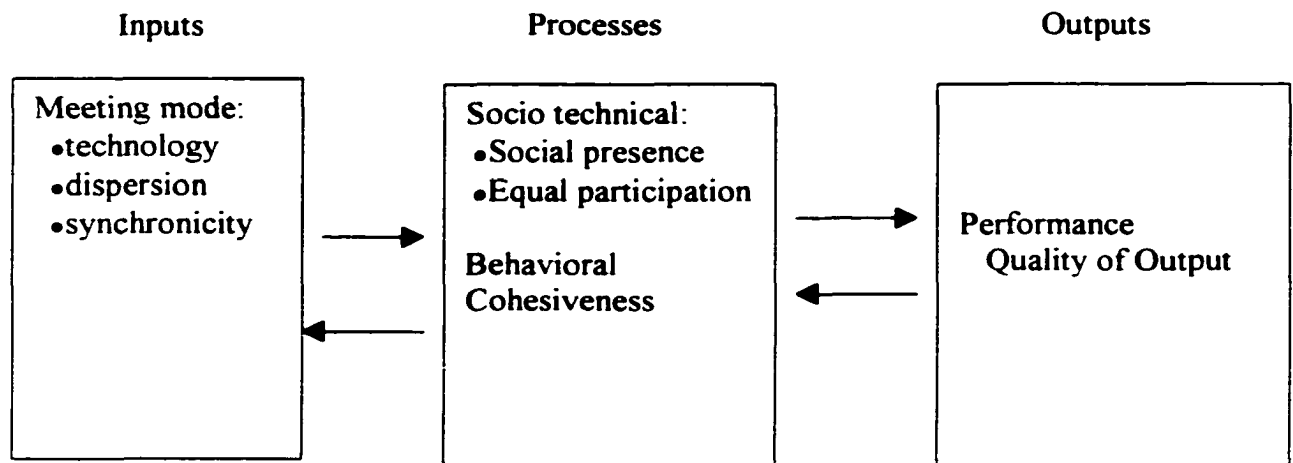 Inputs
Processes
Outputs
Meeting mode:
•technology
•dispersion
•synchronicity
Socio technical:
•Social presence
•Equal participation
Behavioral
Cohesiveness
Performance
Quality of Output